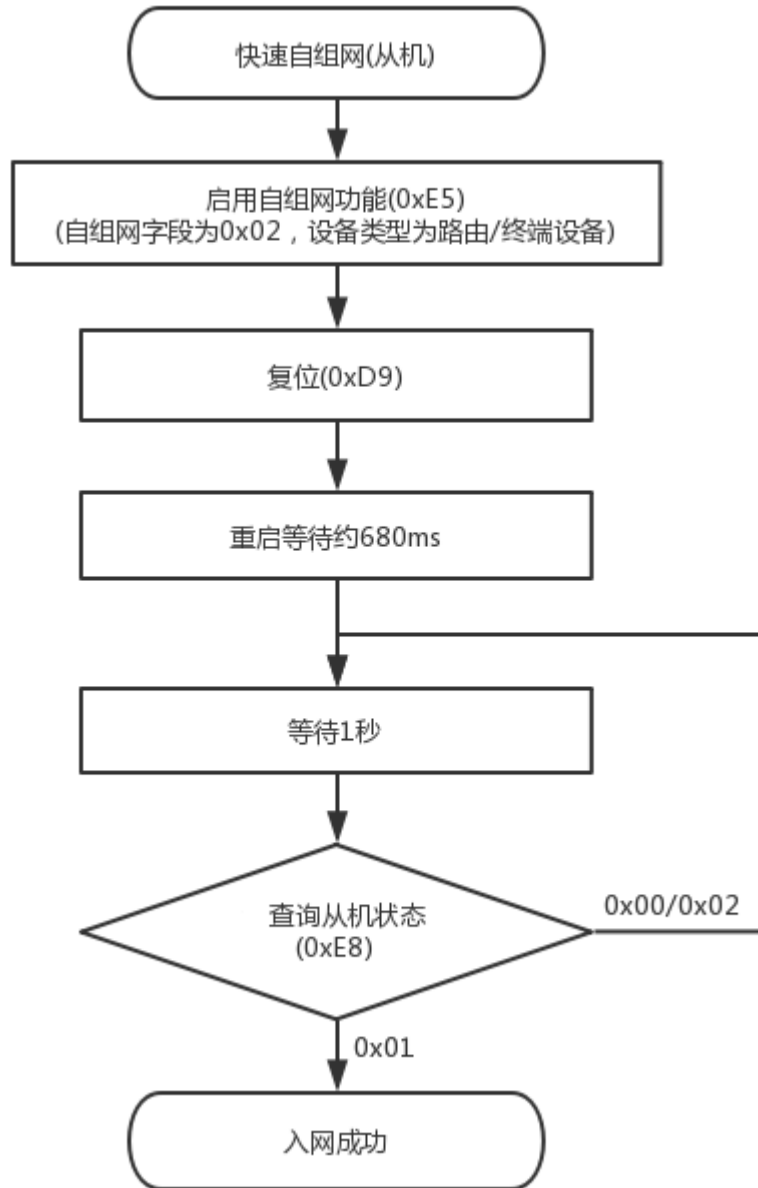 快速自组网(从机)
启用自组网功能(0xE5)
(自组网字段为0x02，设备类型为路由/终端设备)
复位(0xD9)
重启等待约680ms
等待1秒
查询从机状态
(0xE8)
0x00/0x02
0x01
入网成功